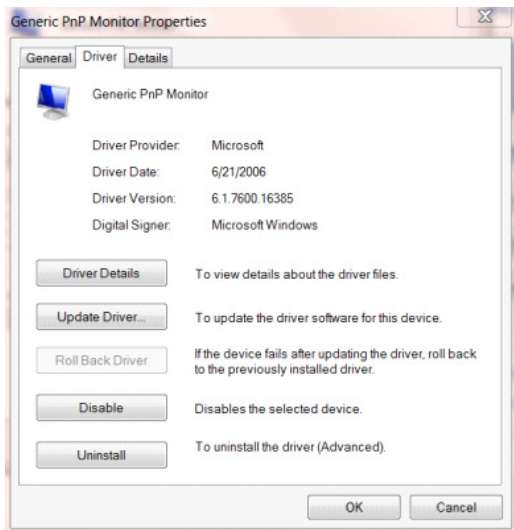 Generic PnP Monitor Properties
General Driver Details
Generic PnP Monitor
Driver Provider: Microsoft
Driver Date: 6/21/2006
Driver Version: 6.1.7600.16385
Digital Signer: Microsoft Windows
Driver Details To view details about the driver files.
Update Driver... To update the driver software for this device.
Roll Back Driver If the device fails after updating the driver, roll back
to the previously installed driver.
Disable Disables the selected device.
Uninstall To uninstall the driver (Advanced).
OK Cancel